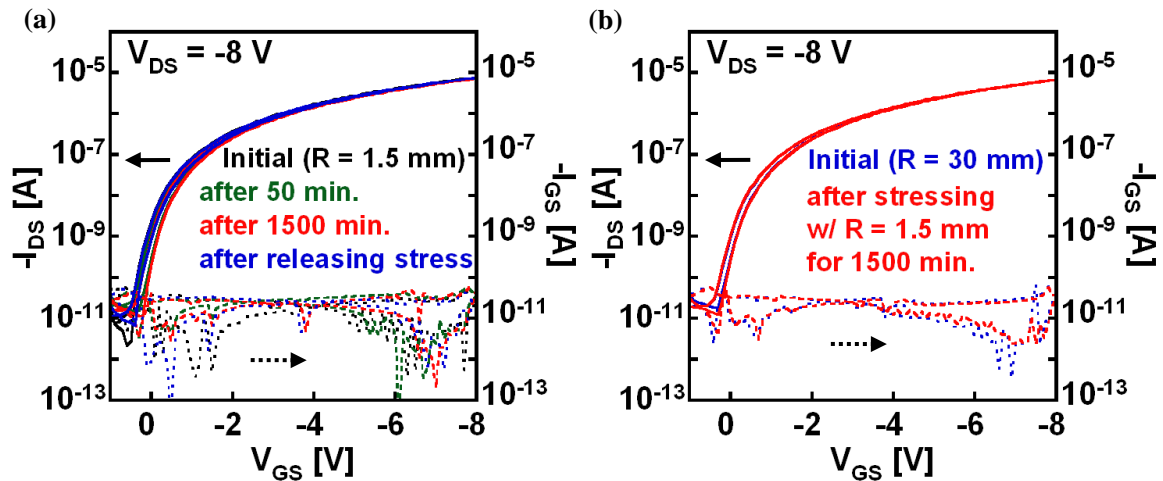 (a)
V_DS = -8 V
10^-5
10^-7
10^-9
10^-11
10^-13
-I_DS [A]
Initial (R = 1.5 mm)
after 50 min.
after 1500 min.
after releasing stress
10^-5
10^-7
10^-9
10^-11
10^-13
-I_GS [A]
0 -2 -4 -6 -8
V_GS [V]
(b)
V_DS = -8 V
10^-5
10^-7
10^-9
10^-11
10^-13
-I_DS [A]
Initial (R = 30 mm)
after stressing
w/ R = 1.5 mm
for 1500 min.
10^-5
10^-7
10^-9
10^-11
10^-13
-I_GS [A]
0 -2 -4 -6 -8
V_GS [V]